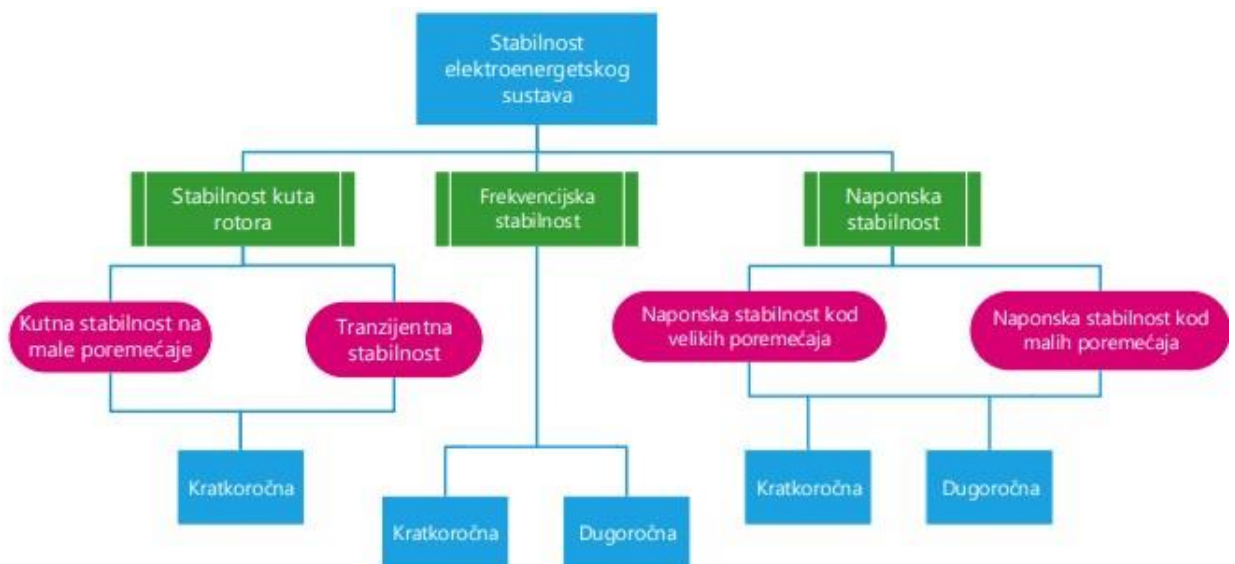 Stabilnost
elektroenergetskog
sustava
Stabilnost kuta
rotora
Frekvencijska
stabilnost
Naponska
stabilnost
Kutna stabilnost na
male poremećaje
Tranzijentna
stabilnost
Naponska stabilnost kod
velikih poremećaja
Naponska stabilnost kod
malih poremećaja
Kratkoročna
Kratkoročna
Dugoročna
Kratkoročna
Dugoročna